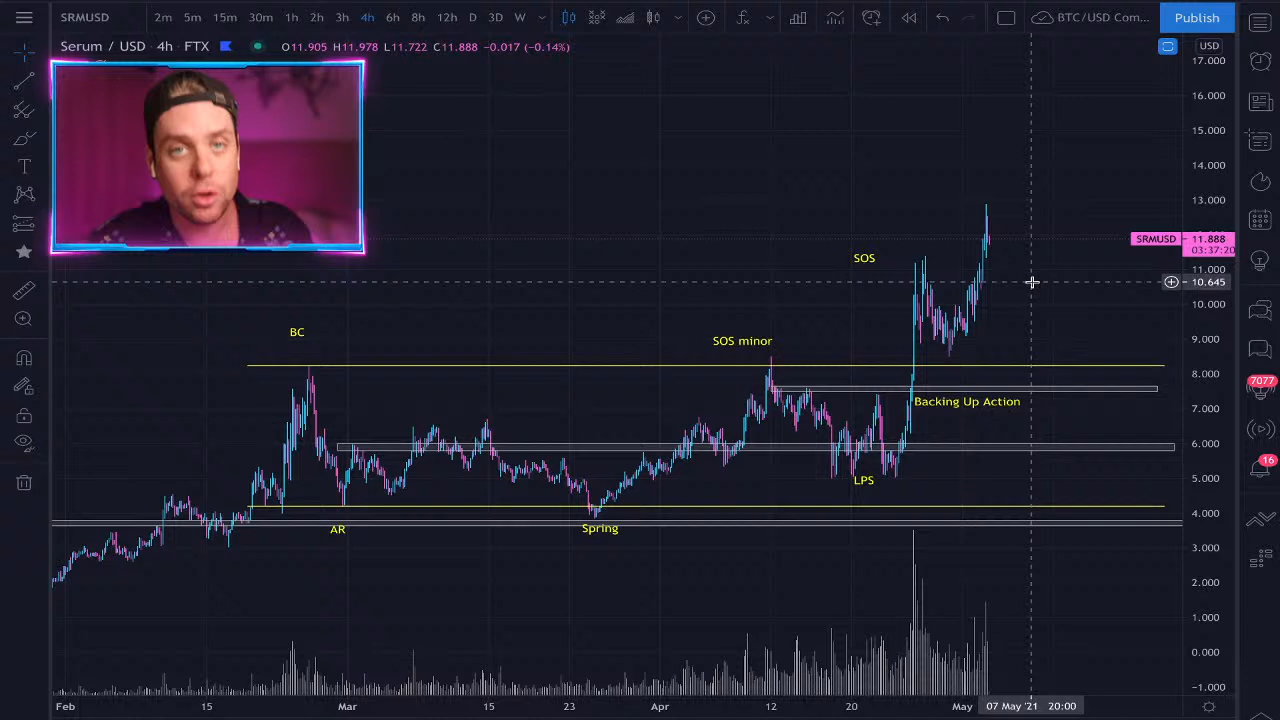 SRMUSD 2m 5m 15m 30m 1h 2h 3h 4h 6h 8h 12h D 3D W BTC/USD Com... Publish
Serum / USD · 4h · FTX O11.905 H11.978 L11.722 C11.888 −0.017 (−0.14%) USD
17.000
16.000
15.000
14.000
13.000
SRMUSD 11.888
03:37:20
SOS
11.000
10.645
10.000
BC
SOS minor
9.000
8.000
7077
Backing Up Action
7.000
6.000
16
LPS
5.000
4.000
AR
Spring
3.000
2.000
1.000
0.000
−1.000
Feb 15 Mar 15 23 Apr 12 20 May 07 May '21 20:00